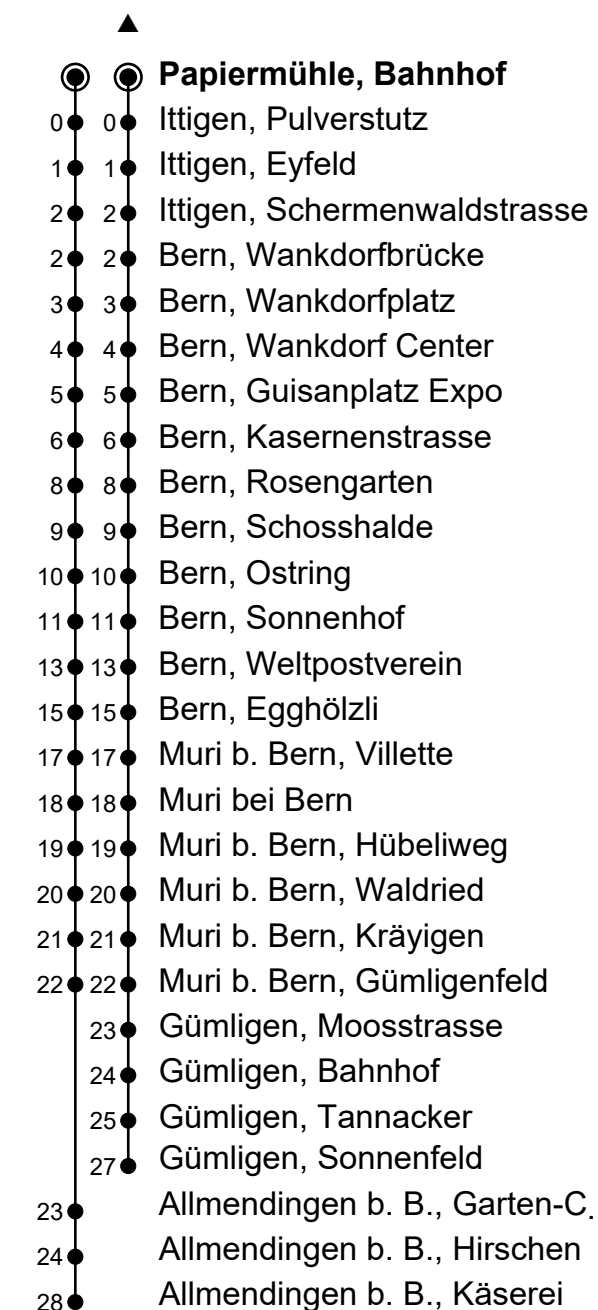 ▲
Papiermühle, Bahnhof
0 0 Ittigen, Pulverstutz
1 1 Ittigen, Eyfeld
2 2 Ittigen, Schermenwaldstrasse
2 2 Bern, Wankdorfbrücke
3 3 Bern, Wankdorfplatz
4 4 Bern, Wankdorf Center
5 5 Bern, Guisanplatz Expo
6 6 Bern, Kasernenstrasse
8 8 Bern, Rosengarten
9 9 Bern, Schosshalde
10 10 Bern, Ostring
11 11 Bern, Sonnenhof
13 13 Bern, Weltpostverein
15 15 Bern, Egghölzli
17 17 Muri b. Bern, Villette
18 18 Muri bei Bern
19 19 Muri b. Bern, Hübeliweg
20 20 Muri b. Bern, Waldried
21 21 Muri b. Bern, Kräyigen
22 22 Muri b. Bern, Gümligenfeld
23 Gümligen, Moosstrasse
24 Gümligen, Bahnhof
25 Gümligen, Tannacker
27 Gümligen, Sonnenfeld
23 Allmendingen b. B., Garten-C.
24 Allmendingen b. B., Hirschen
28 Allmendingen b. B., Käserei